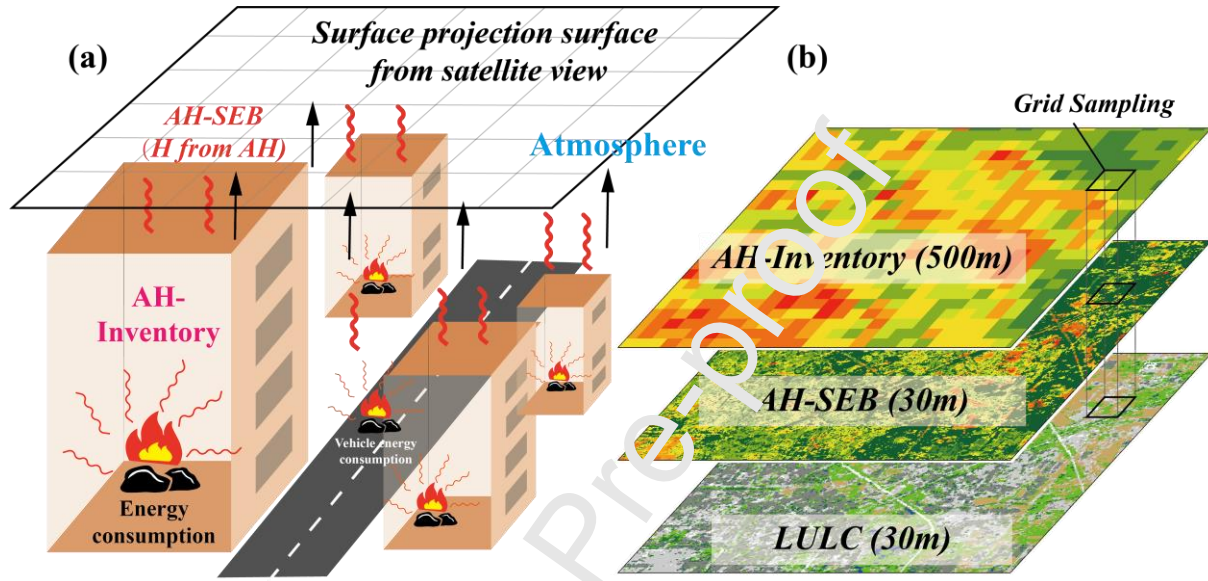 (a)
Surface projection surface
from satellite view
AH-SEB
(H from AH)
Atmosphere
AH-
Inventory
Energy
consumption
Vehicle energy
consumption
(b)
Grid Sampling
AH-Inventory (500m)
AH-SEB (30m)
LULC (30m)
Pre-proof